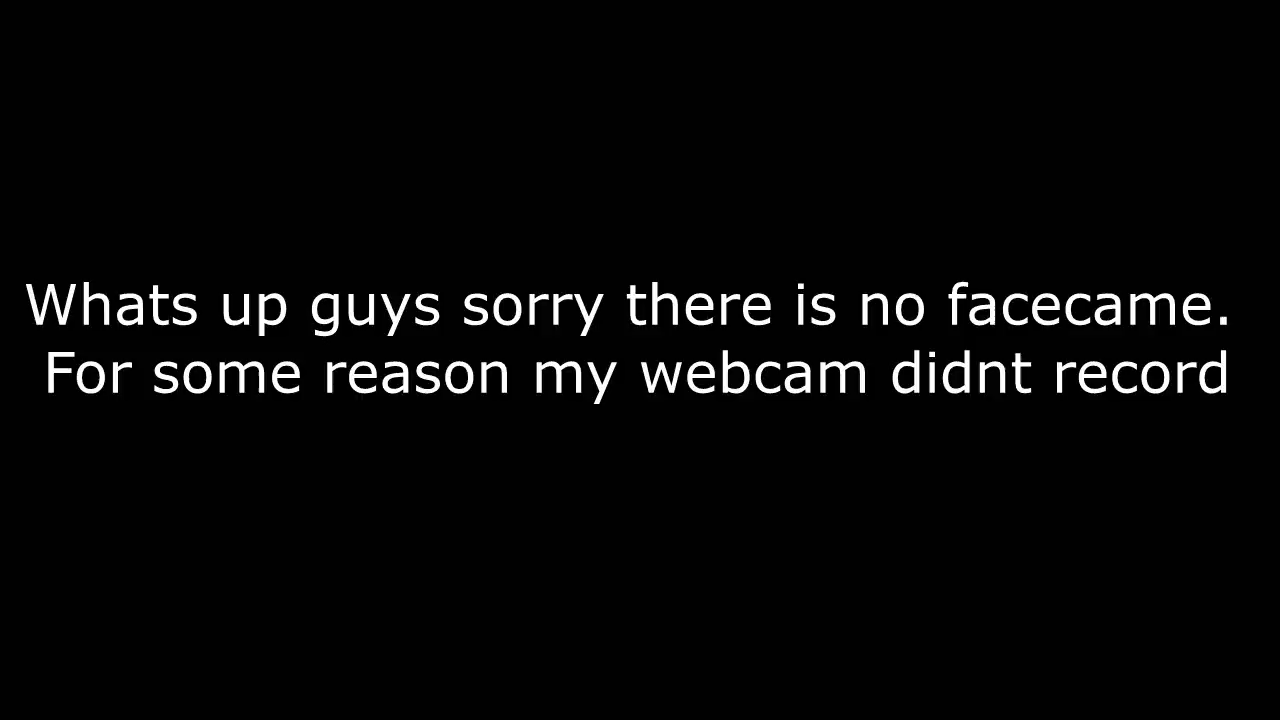 Whats up guys sorry there is no facecame.
For some reason my webcam didnt record